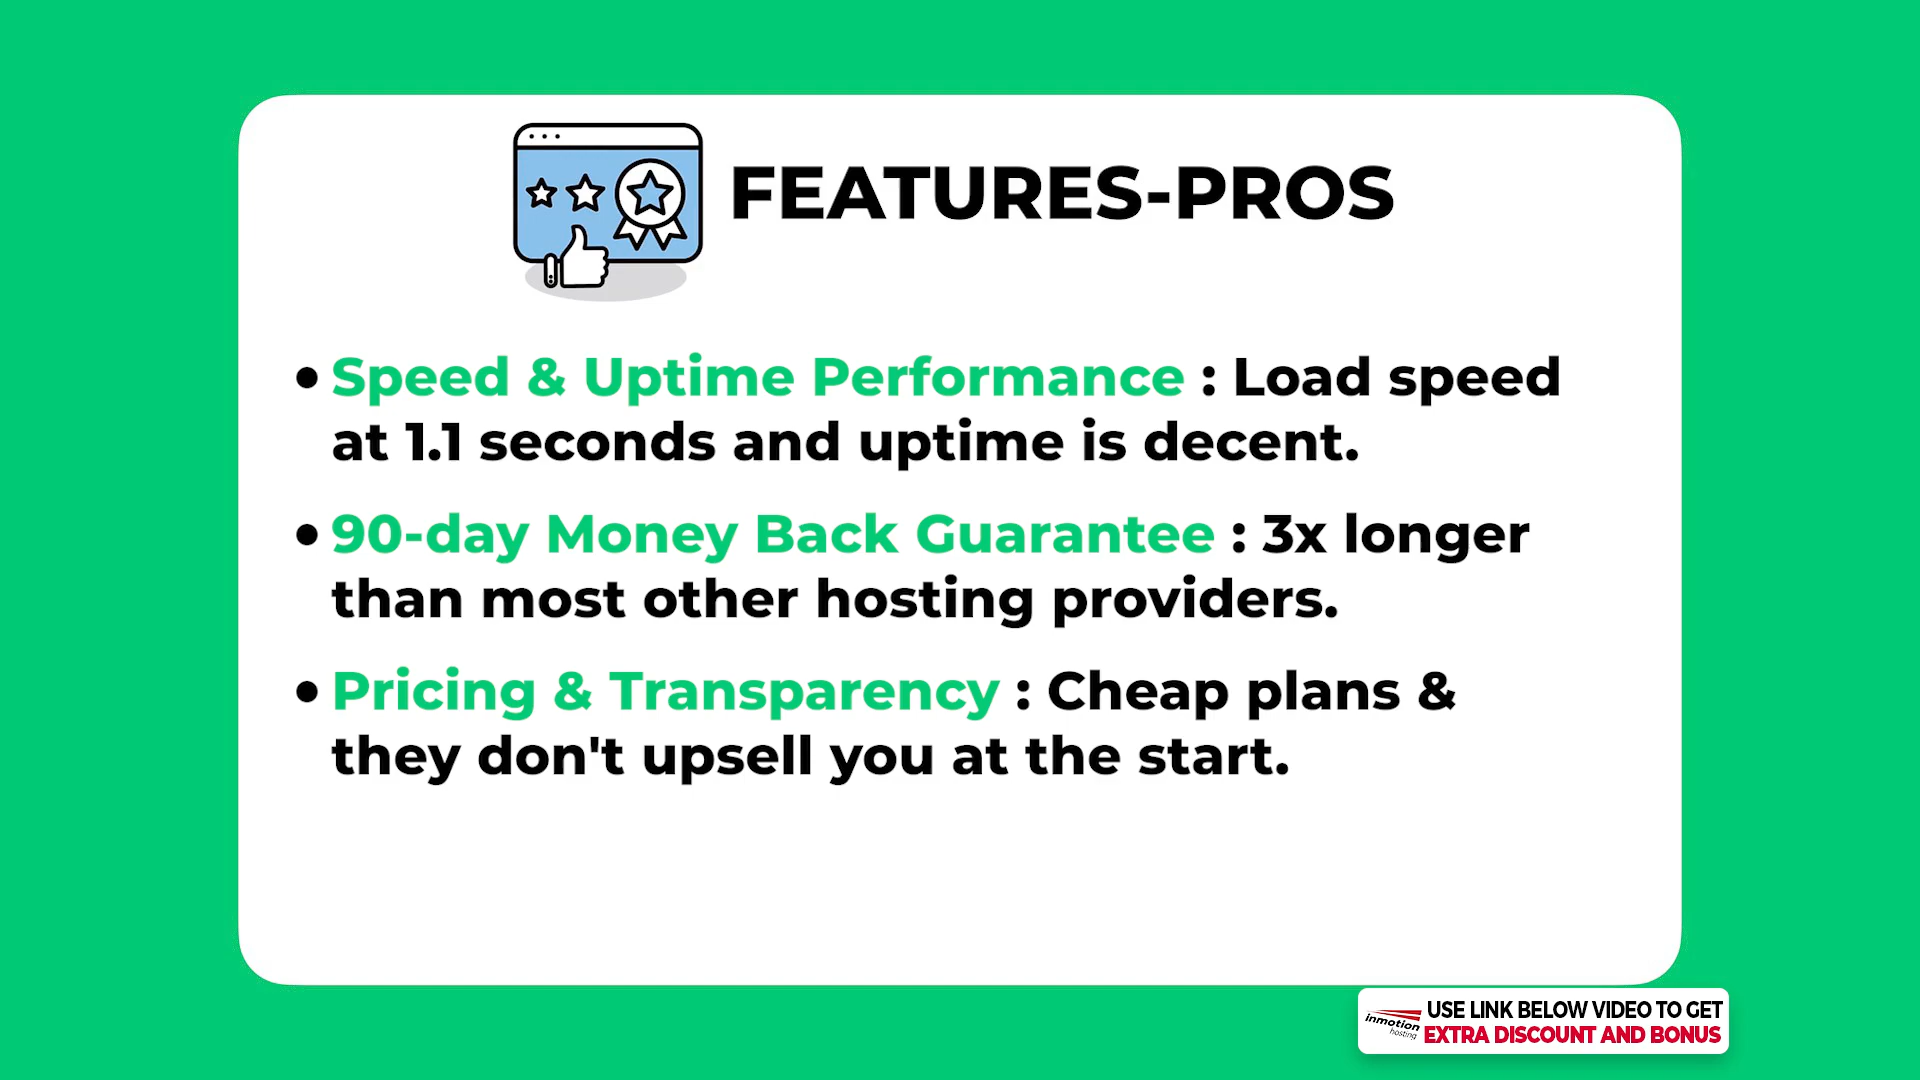 FEATURES-PROS
• Speed & Uptime Performance : Load speed
at 1.1 seconds and uptime is decent.
• 90-day Money Back Guarantee : 3x longer
than most other hosting providers.
• Pricing & Transparency : Cheap plans &
they don't upsell you at the start.
inmotion
hosting
USE LINK BELOW VIDEO TO GET
EXTRA DISCOUNT AND BONUS